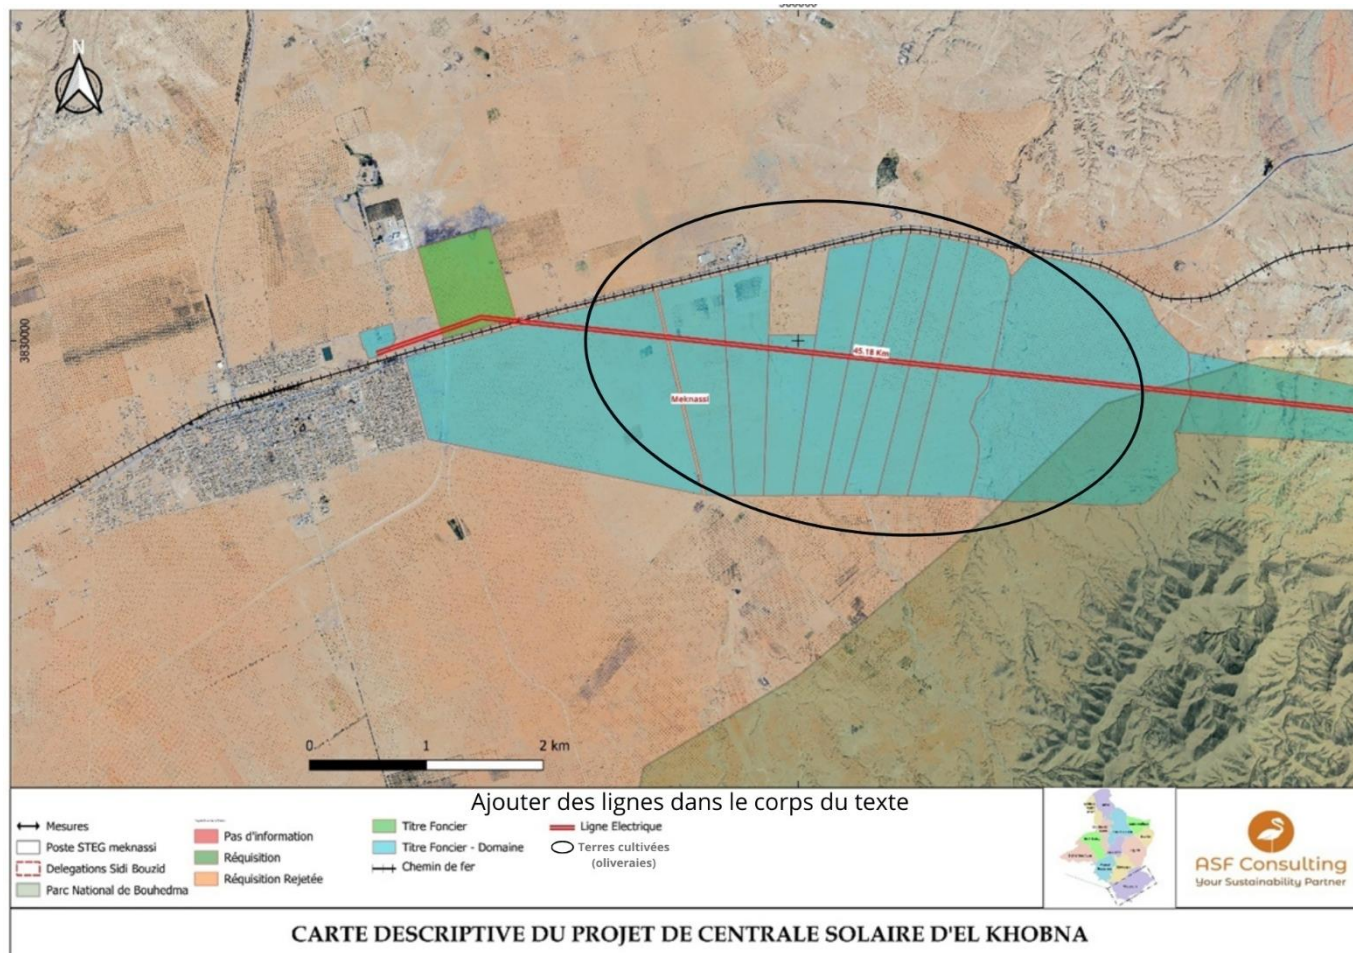 N
3830000
45.18 Km
Meknassi
0
1
2 km
Ajouter des lignes dans le corps du texte
Mesures
Poste STEG meknassi
Delegations Sidi Bouzid
Parc National de Bouhedma
Pas d'information
Réquisition
Réquisition Rejetée
Titre Foncier
Titre Foncier - Domaine
Chemin de fer
Ligne Electrique
Terres cultivées
(oliveraies)
ASF Consulting
Your Sustainability Partner
CARTE DESCRIPTIVE DU PROJET DE CENTRALE SOLAIRE D'EL KHOBNA